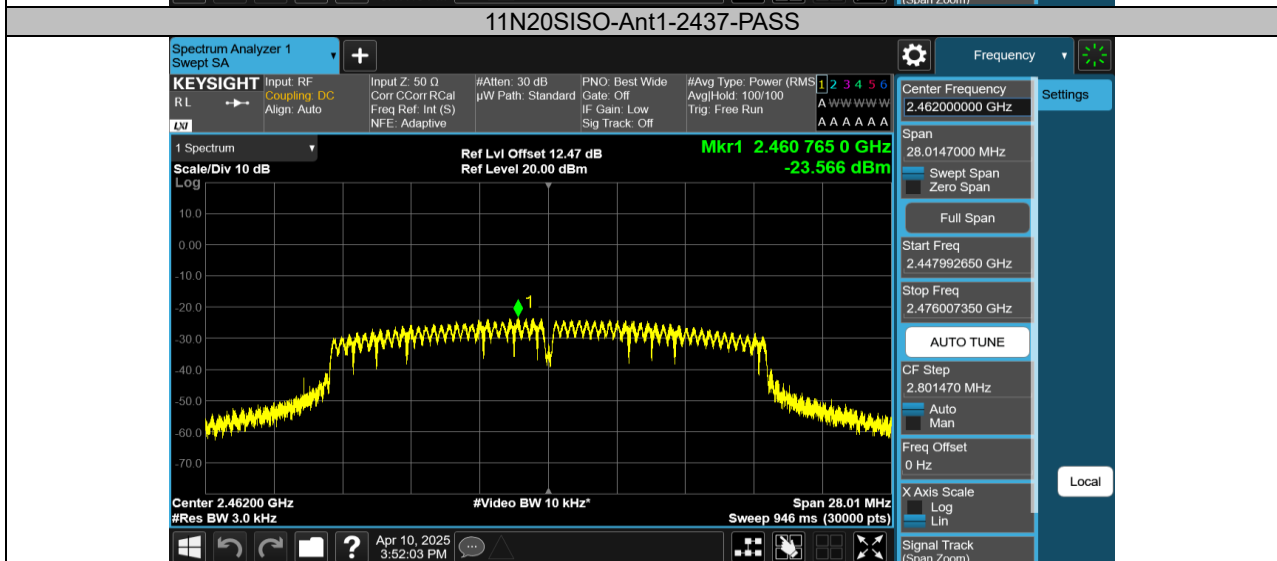 (Span Zoom)
11N20SISO-Ant1-2437-PASS
Spectrum Analyzer 1
Swept SA
Frequency
KEYSIGHT
R L
LXI
Input: RF
Coupling: DC
Align: Auto
Input Z: 50 Ω
Corr CCorr RCal
Freq Ref: Int (S)
NFE: Adaptive
#Atten: 30 dB
µW Path: Standard
PNO: Best Wide
Gate: Off
IF Gain: Low
Sig Track: Off
#Avg Type: Power (RMS
Avg|Hold: 100/100
Trig: Free Run
1 2 3 4 5 6
A W W W W W
A A A A A A
1 Spectrum
Scale/Div 10 dB
Ref Lvl Offset 12.47 dB
Ref Level 20.00 dBm
Mkr1 2.460 765 0 GHz
-23.566 dBm
Log
10.0
0.00
-10.0
-20.0
-30.0
-40.0
-50.0
-60.0
-70.0
1
Center 2.46200 GHz
#Res BW 3.0 kHz
#Video BW 10 kHz*
Span 28.01 MHz
Sweep 946 ms (30000 pts)
Apr 10, 2025
3:52:03 PM
Center Frequency
2.462000000 GHz
Settings
Span
28.0147000 MHz
Swept Span
Zero Span
Full Span
Start Freq
2.447992650 GHz
Stop Freq
2.476007350 GHz
AUTO TUNE
CF Step
2.801470 MHz
Auto
Man
Freq Offset
0 Hz
X Axis Scale
Log
Lin
Local
Signal Track
(Span Zoom)